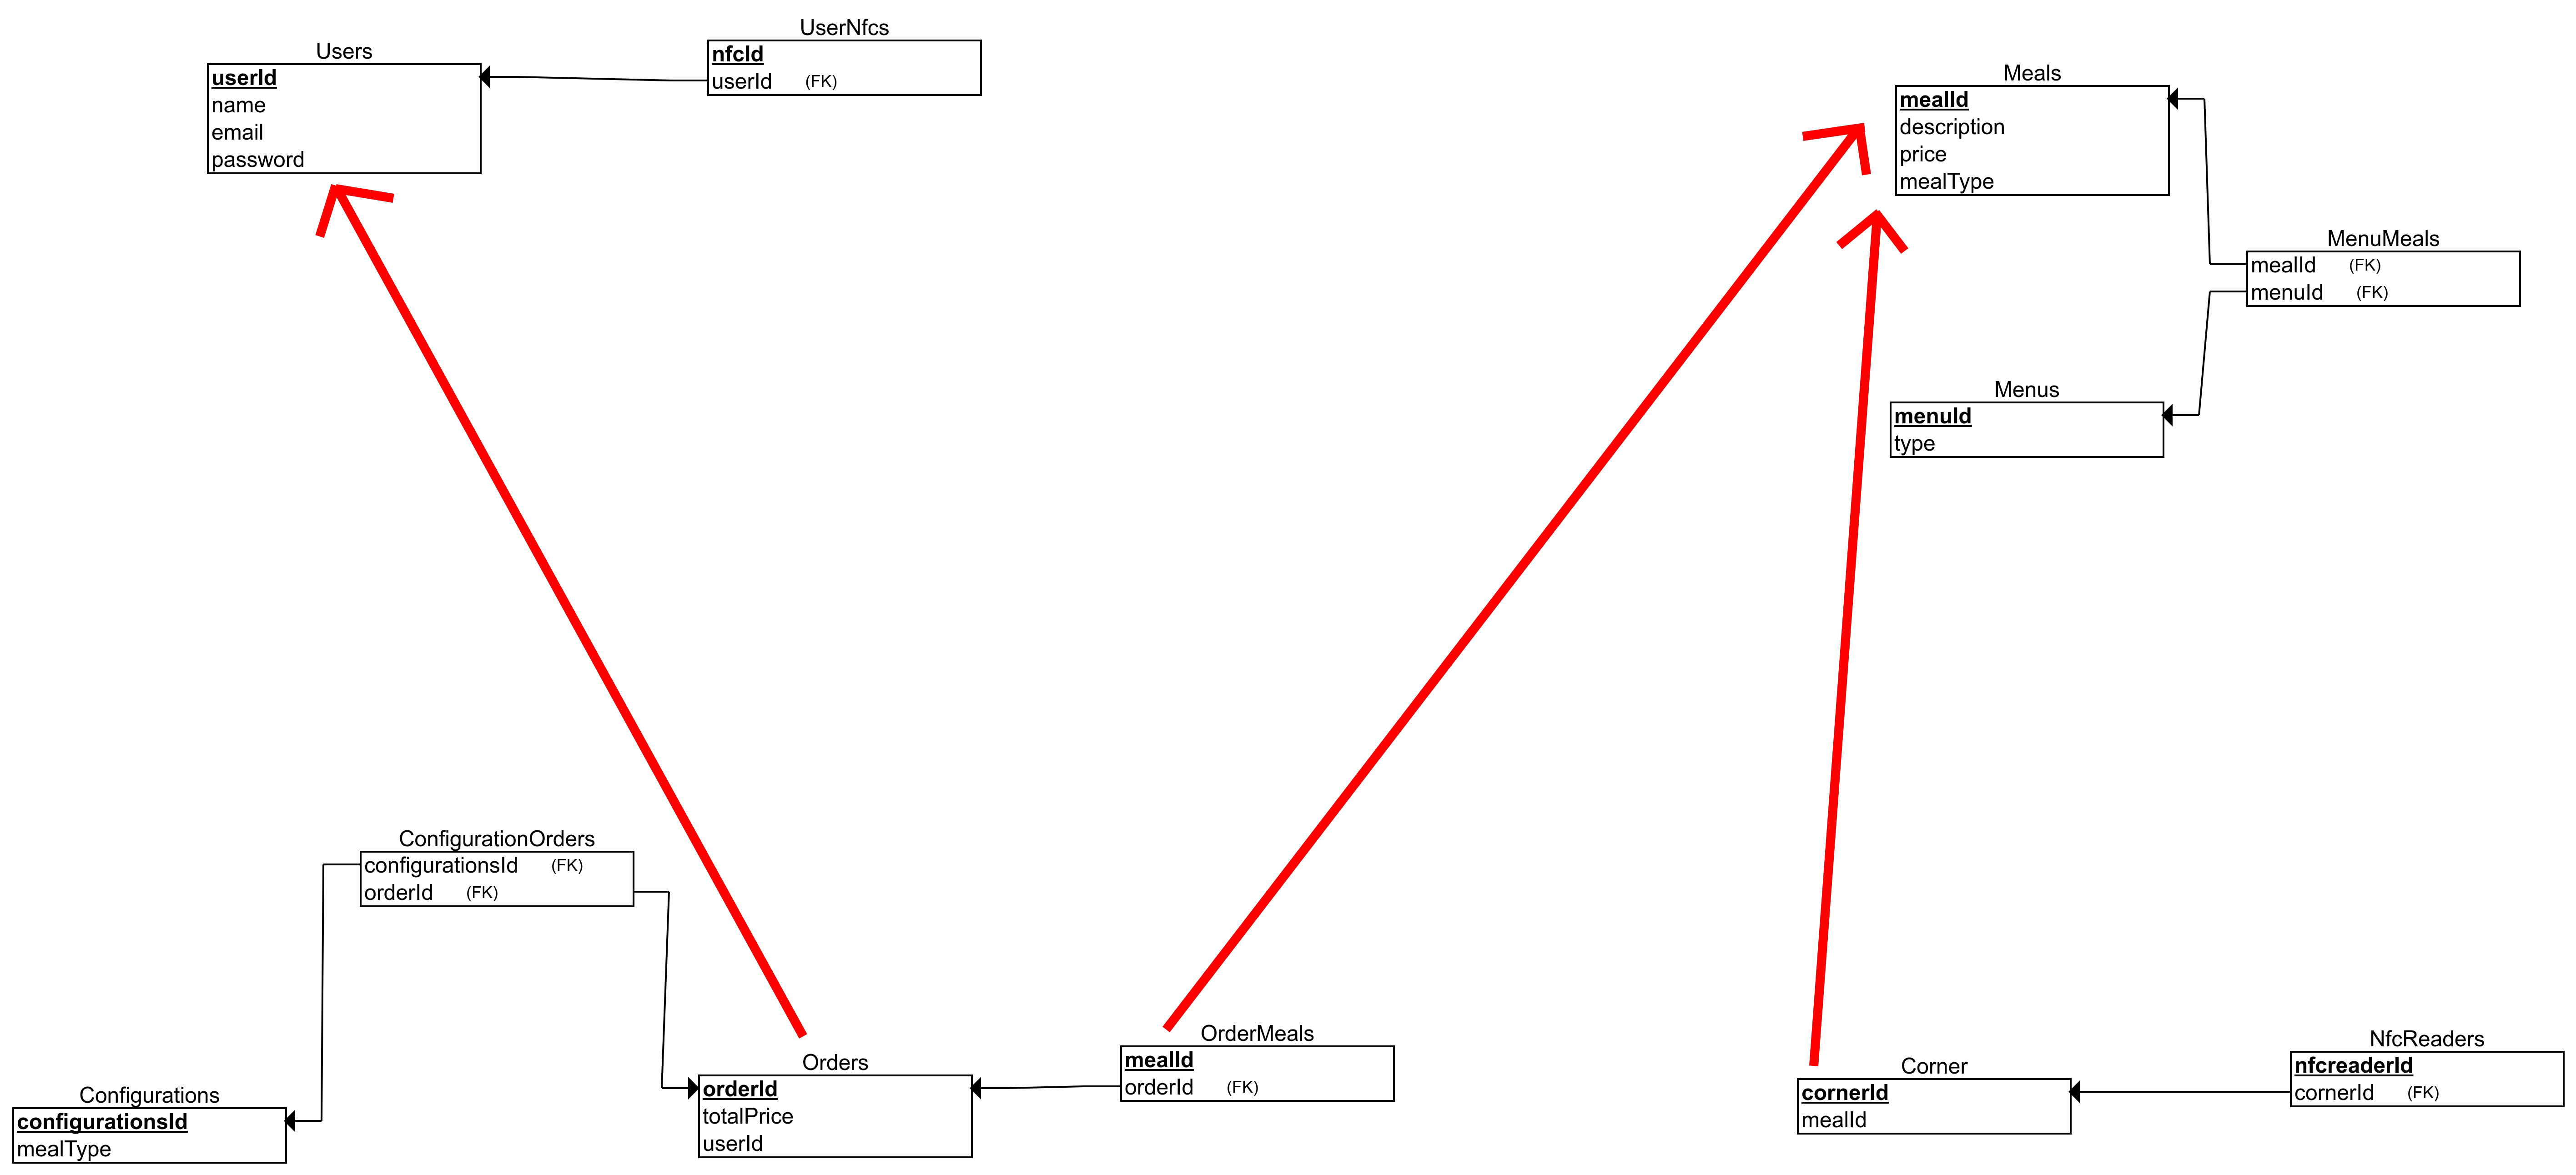 Users
userId
name
email
password
UserNfcs
nfcId
userId (FK)
Meals
mealId
description
price
mealType
MenuMeals
mealId (FK)
menuId (FK)
Menus
menuId
type
ConfigurationOrders
configurationsId (FK)
orderId (FK)
Configurations
configurationsId
mealType
Orders
orderId
totalPrice
userId
OrderMeals
mealId
orderId (FK)
Corner
cornerId
mealId
NfcReaders
nfcreaderId
cornerId (FK)